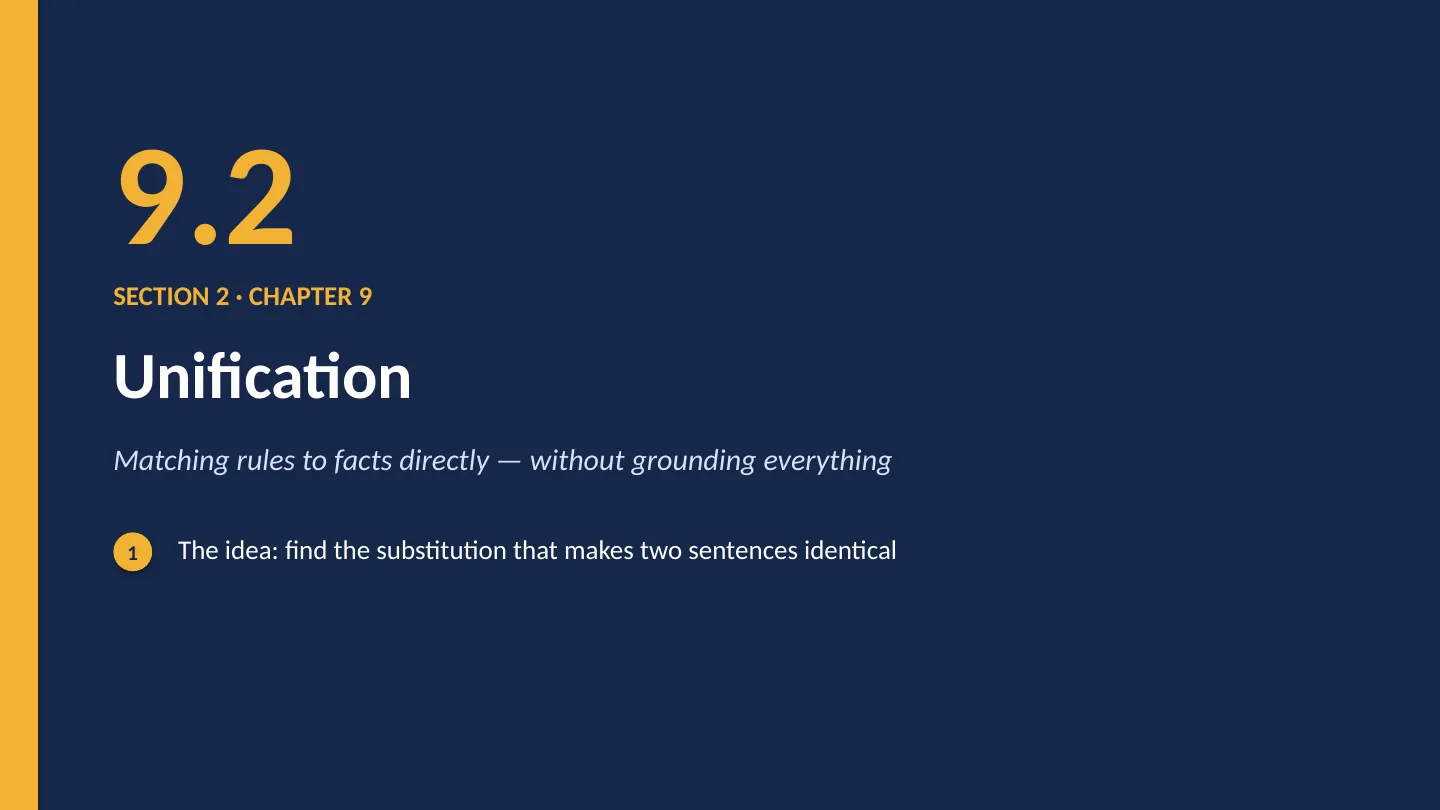 9.2
SECTION 2 · CHAPTER 9
Unification
Matching rules to facts directly — without grounding everything
1 The idea: find the substitution that makes two sentences identical